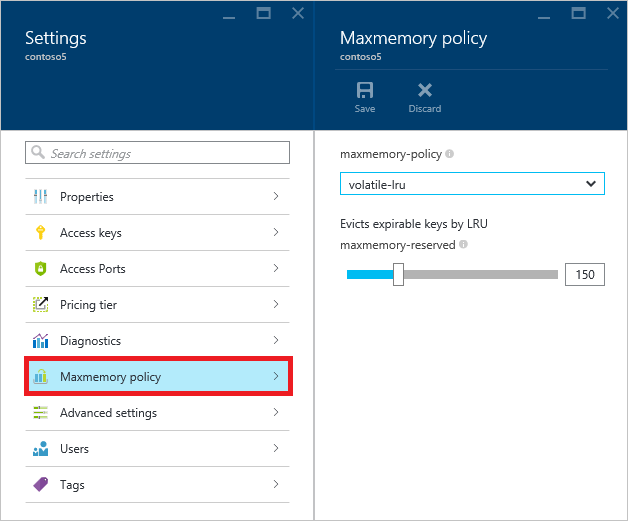 Settings
contoso5
Search settings
Properties
Access keys
Access Ports
Pricing tier
Diagnostics
Maxmemory policy
Advanced settings
Users
Tags
Maxmemory policy
contoso5
Save Discard
maxmemory-policy
volatile-lru
Evicts expirable keys by LRU
maxmemory-reserved
150